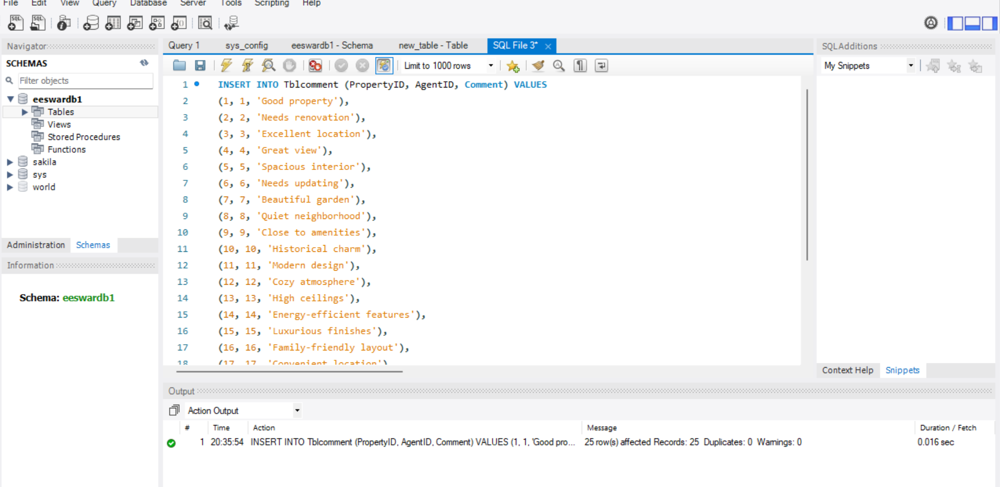 File Edit View Query Database Server Tools Scripting Help
Navigator
SCHEMAS
Filter objects
eeswardb1
Tables
Views
Stored Procedures
Functions
sakila
sys
world
Administration Schemas
Information
Schema: eeswardb1
Query 1 sys_config eeswardb1 - Schema new_table - Table SQL File 3*
Limit to 1000 rows
1 INSERT INTO Tblcomment (PropertyID, AgentID, Comment) VALUES
2 (1, 1, 'Good property'),
3 (2, 2, 'Needs renovation'),
4 (3, 3, 'Excellent location'),
5 (4, 4, 'Great view'),
6 (5, 5, 'Spacious interior'),
7 (6, 6, 'Needs updating'),
8 (7, 7, 'Beautiful garden'),
9 (8, 8, 'Quiet neighborhood'),
10 (9, 9, 'Close to amenities'),
11 (10, 10, 'Historical charm'),
12 (11, 11, 'Modern design'),
13 (12, 12, 'Cozy atmosphere'),
14 (13, 13, 'High ceilings'),
15 (14, 14, 'Energy-efficient features'),
16 (15, 15, 'Luxurious finishes'),
17 (16, 16, 'Family-friendly layout'),
18 (17, 17, 'Convenient location')
SQLAdditions
My Snippets
Context Help Snippets
Output
Action Output
# Time Action Message Duration / Fetch
1 20:35:54 INSERT INTO Tblcomment (PropertyID, AgentID, Comment) VALUES (1, 1, 'Good pro... 25 row(s) affected Records: 25 Duplicates: 0 Warnings: 0 0.016 sec